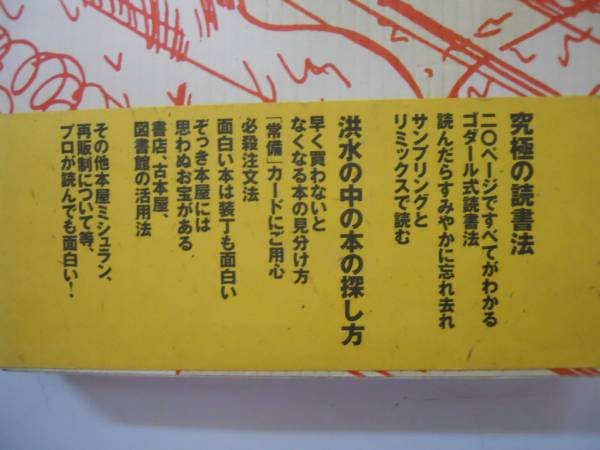 究極の読書法
二〇ページですべてがわかる
ゴダール式読書法
読んだらすみやかに忘れ去れ
サンプリングと
リミックスで読む
洪水の中の本の探し方
早く買わないと
なくなる本の見分け方
「常備」カードにご用心
必殺注文法
面白い本は装丁も面白い
ぞっき本屋には
思わぬお宝がある
書店、古本屋、
図書館の活用法
その他本屋ミシュラン、
再販制について等、
プロが読んでも面白い!